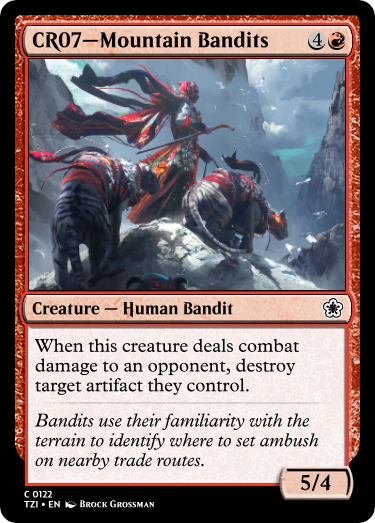 CR07—Mountain Bandits 4
Creature — Human Bandit
When this creature deals combat
damage to an opponent, destroy
target artifact they control.
Bandits use their familiarity with the
terrain to identify where to set ambush
on nearby trade routes.
5/4
C 0122
TZI • EN Brock Grossman